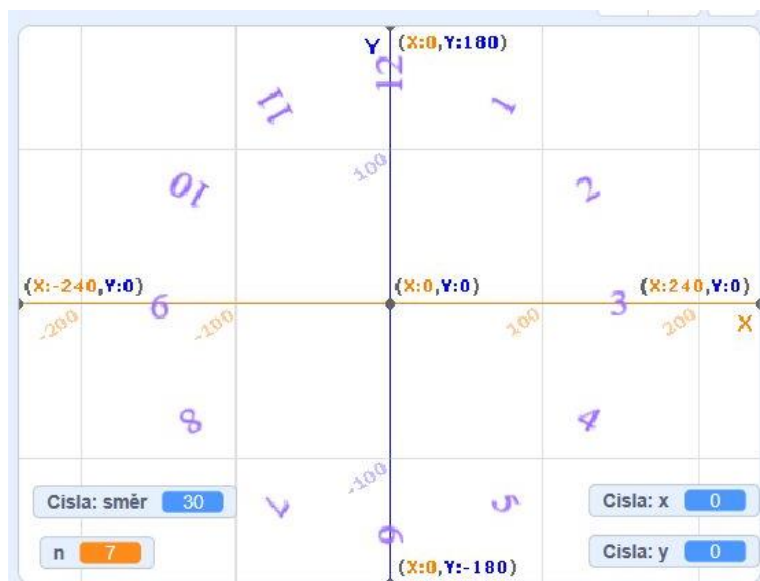 Y (X:0,Y:180)
12
11
1
100
10
2
(X:-240,Y:0)
(X:0,Y:0)
(X:240,Y:0)
9
3
-200
-100
100
200
X
8
4
-100
Cisla: směr 30
7
5
Cisla: x 0
6
n 7
Cisla: y 0
(X:0,Y:-180)